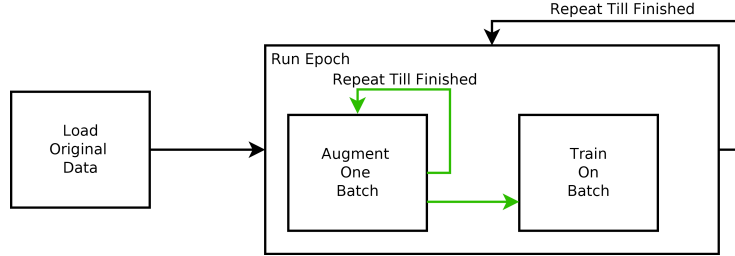 Repeat Till Finished
Run Epoch
Repeat Till Finished
Load
Original
Data
Augment
One
Batch
Train
On
Batch